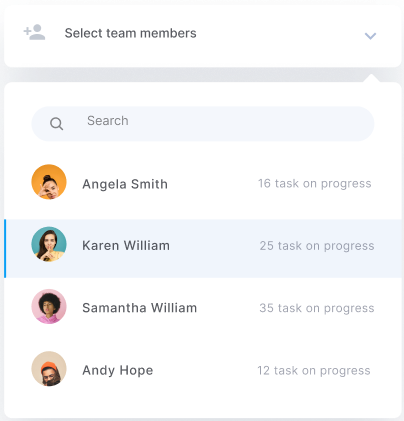 Select team members
Search
Angela Smith 16 task on progress
Karen William 25 task on progress
Samantha William 35 task on progress
Andy Hope 12 task on progress